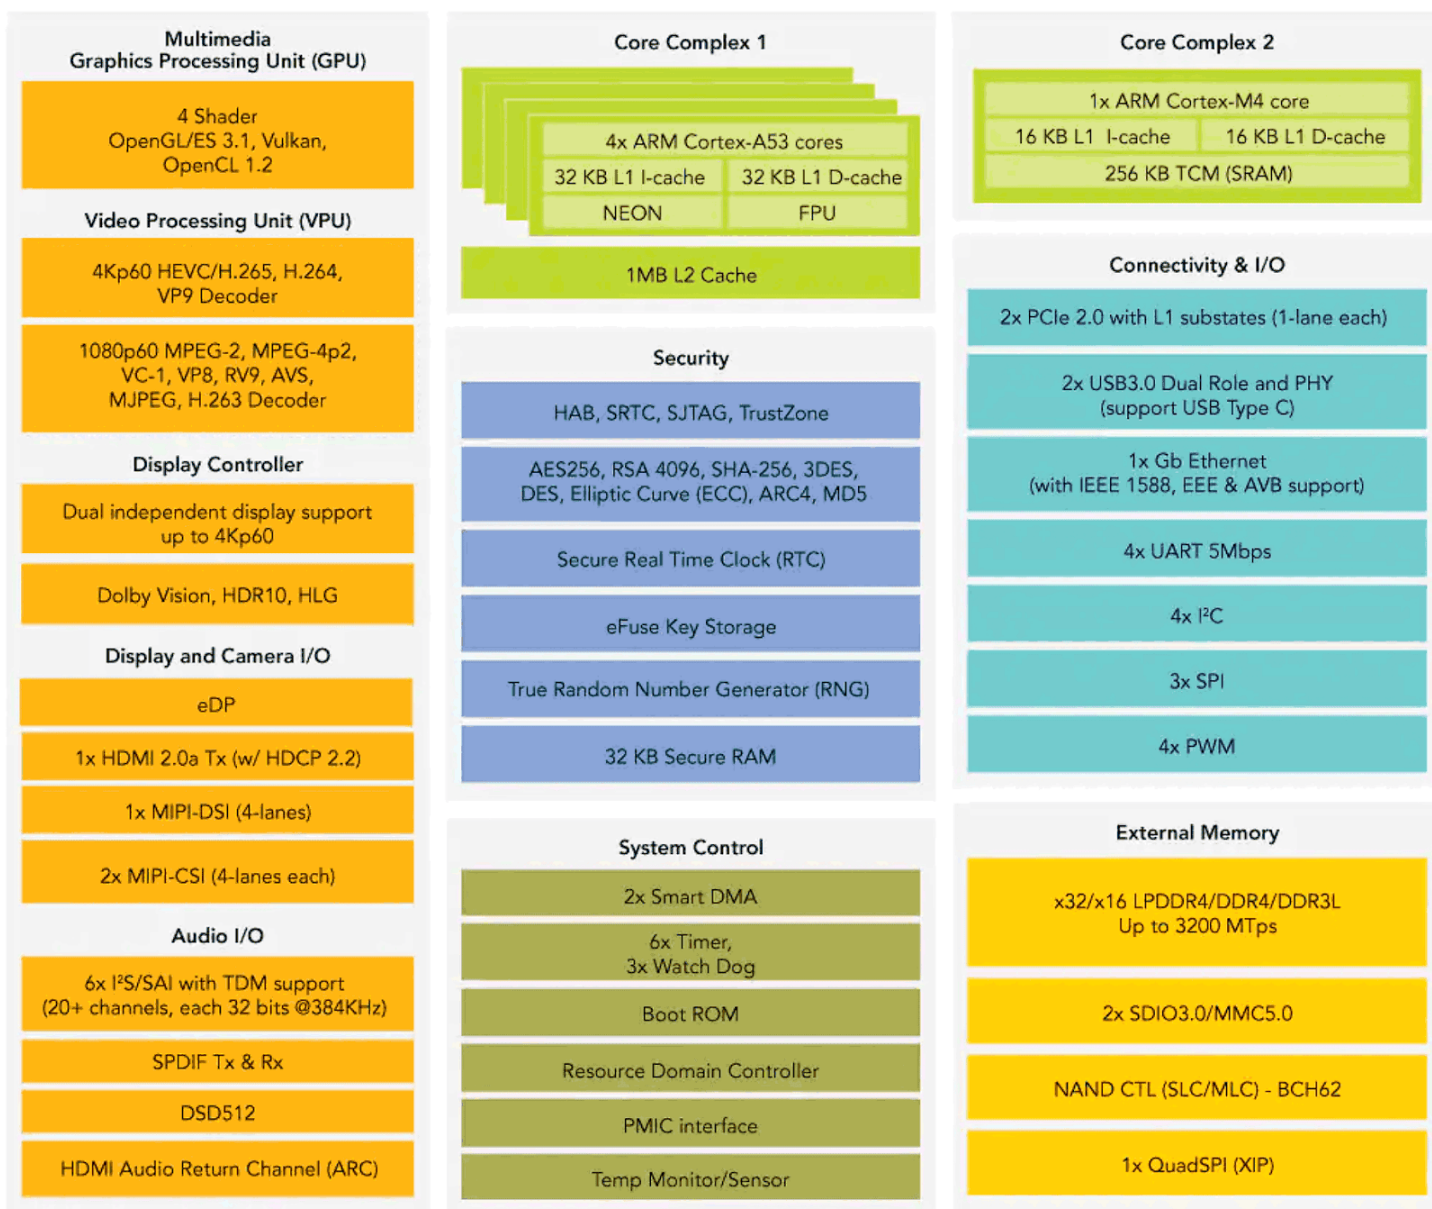 Multimedia
Graphics Processing Unit (GPU)
4 Shader
OpenGL/ES 3.1, Vulkan,
OpenCL 1.2
Video Processing Unit (VPU)
4Kp60 HEVC/H.265, H.264,
VP9 Decoder
1080p60 MPEG-2, MPEG-4p2,
VC-1, VP8, RV9, AVS,
MJPEG, H.263 Decoder
Display Controller
Dual independent display support
up to 4Kp60
Dolby Vision, HDR10, HLG
Display and Camera I/O
eDP
1x HDMI 2.0a Tx (w/ HDCP 2.2)
1x MIPI-DSI (4-lanes)
2x MIPI-CSI (4-lanes each)
Audio I/O
6x I²S/SAI with TDM support
(20+ channels, each 32 bits @384KHz)
SPDIF Tx & Rx
DSD512
HDMI Audio Return Channel (ARC)
Core Complex 1
4x ARM Cortex-A53 cores
32 KB L1 I-cache
32 KB L1 D-cache
NEON
FPU
1MB L2 Cache
Security
HAB, SRTC, SJTAG, TrustZone
AES256, RSA 4096, SHA-256, 3DES,
DES, Elliptic Curve (ECC), ARC4, MD5
Secure Real Time Clock (RTC)
eFuse Key Storage
True Random Number Generator (RNG)
32 KB Secure RAM
System Control
2x Smart DMA
6x Timer,
3x Watch Dog
Boot ROM
Resource Domain Controller
PMIC interface
Temp Monitor/Sensor
Core Complex 2
1x ARM Cortex-M4 core
16 KB L1 I-cache
16 KB L1 D-cache
256 KB TCM (SRAM)
Connectivity & I/O
2x PCIe 2.0 with L1 substates (1-lane each)
2x USB3.0 Dual Role and PHY
(support USB Type C)
1x Gb Ethernet
(with IEEE 1588, EEE & AVB support)
4x UART 5Mbps
4x I²C
3x SPI
4x PWM
External Memory
x32/x16 LPDDR4/DDR4/DDR3L
Up to 3200 MTps
2x SDIO3.0/MMC5.0
NAND CTL (SLC/MLC) - BCH62
1x QuadSPI (XIP)